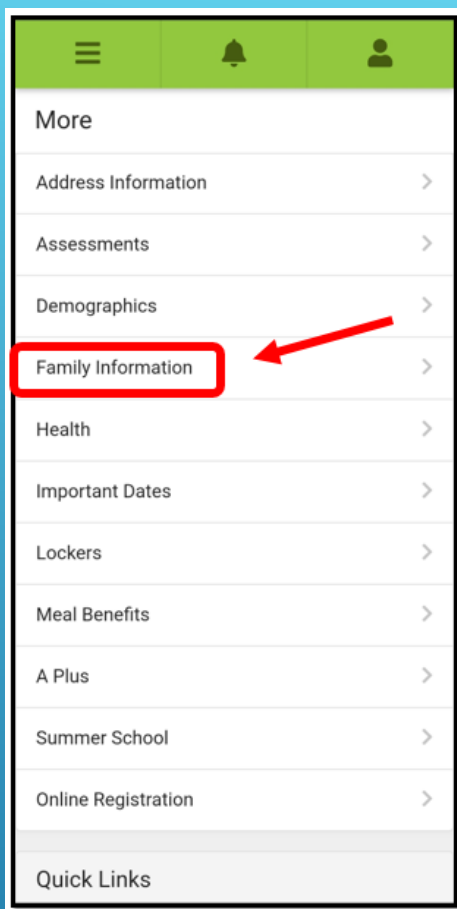 More
Address Information
Assessments
Demographics
Family Information
Health
Important Dates
Lockers
Meal Benefits
A Plus
Summer School
Online Registration
Quick Links